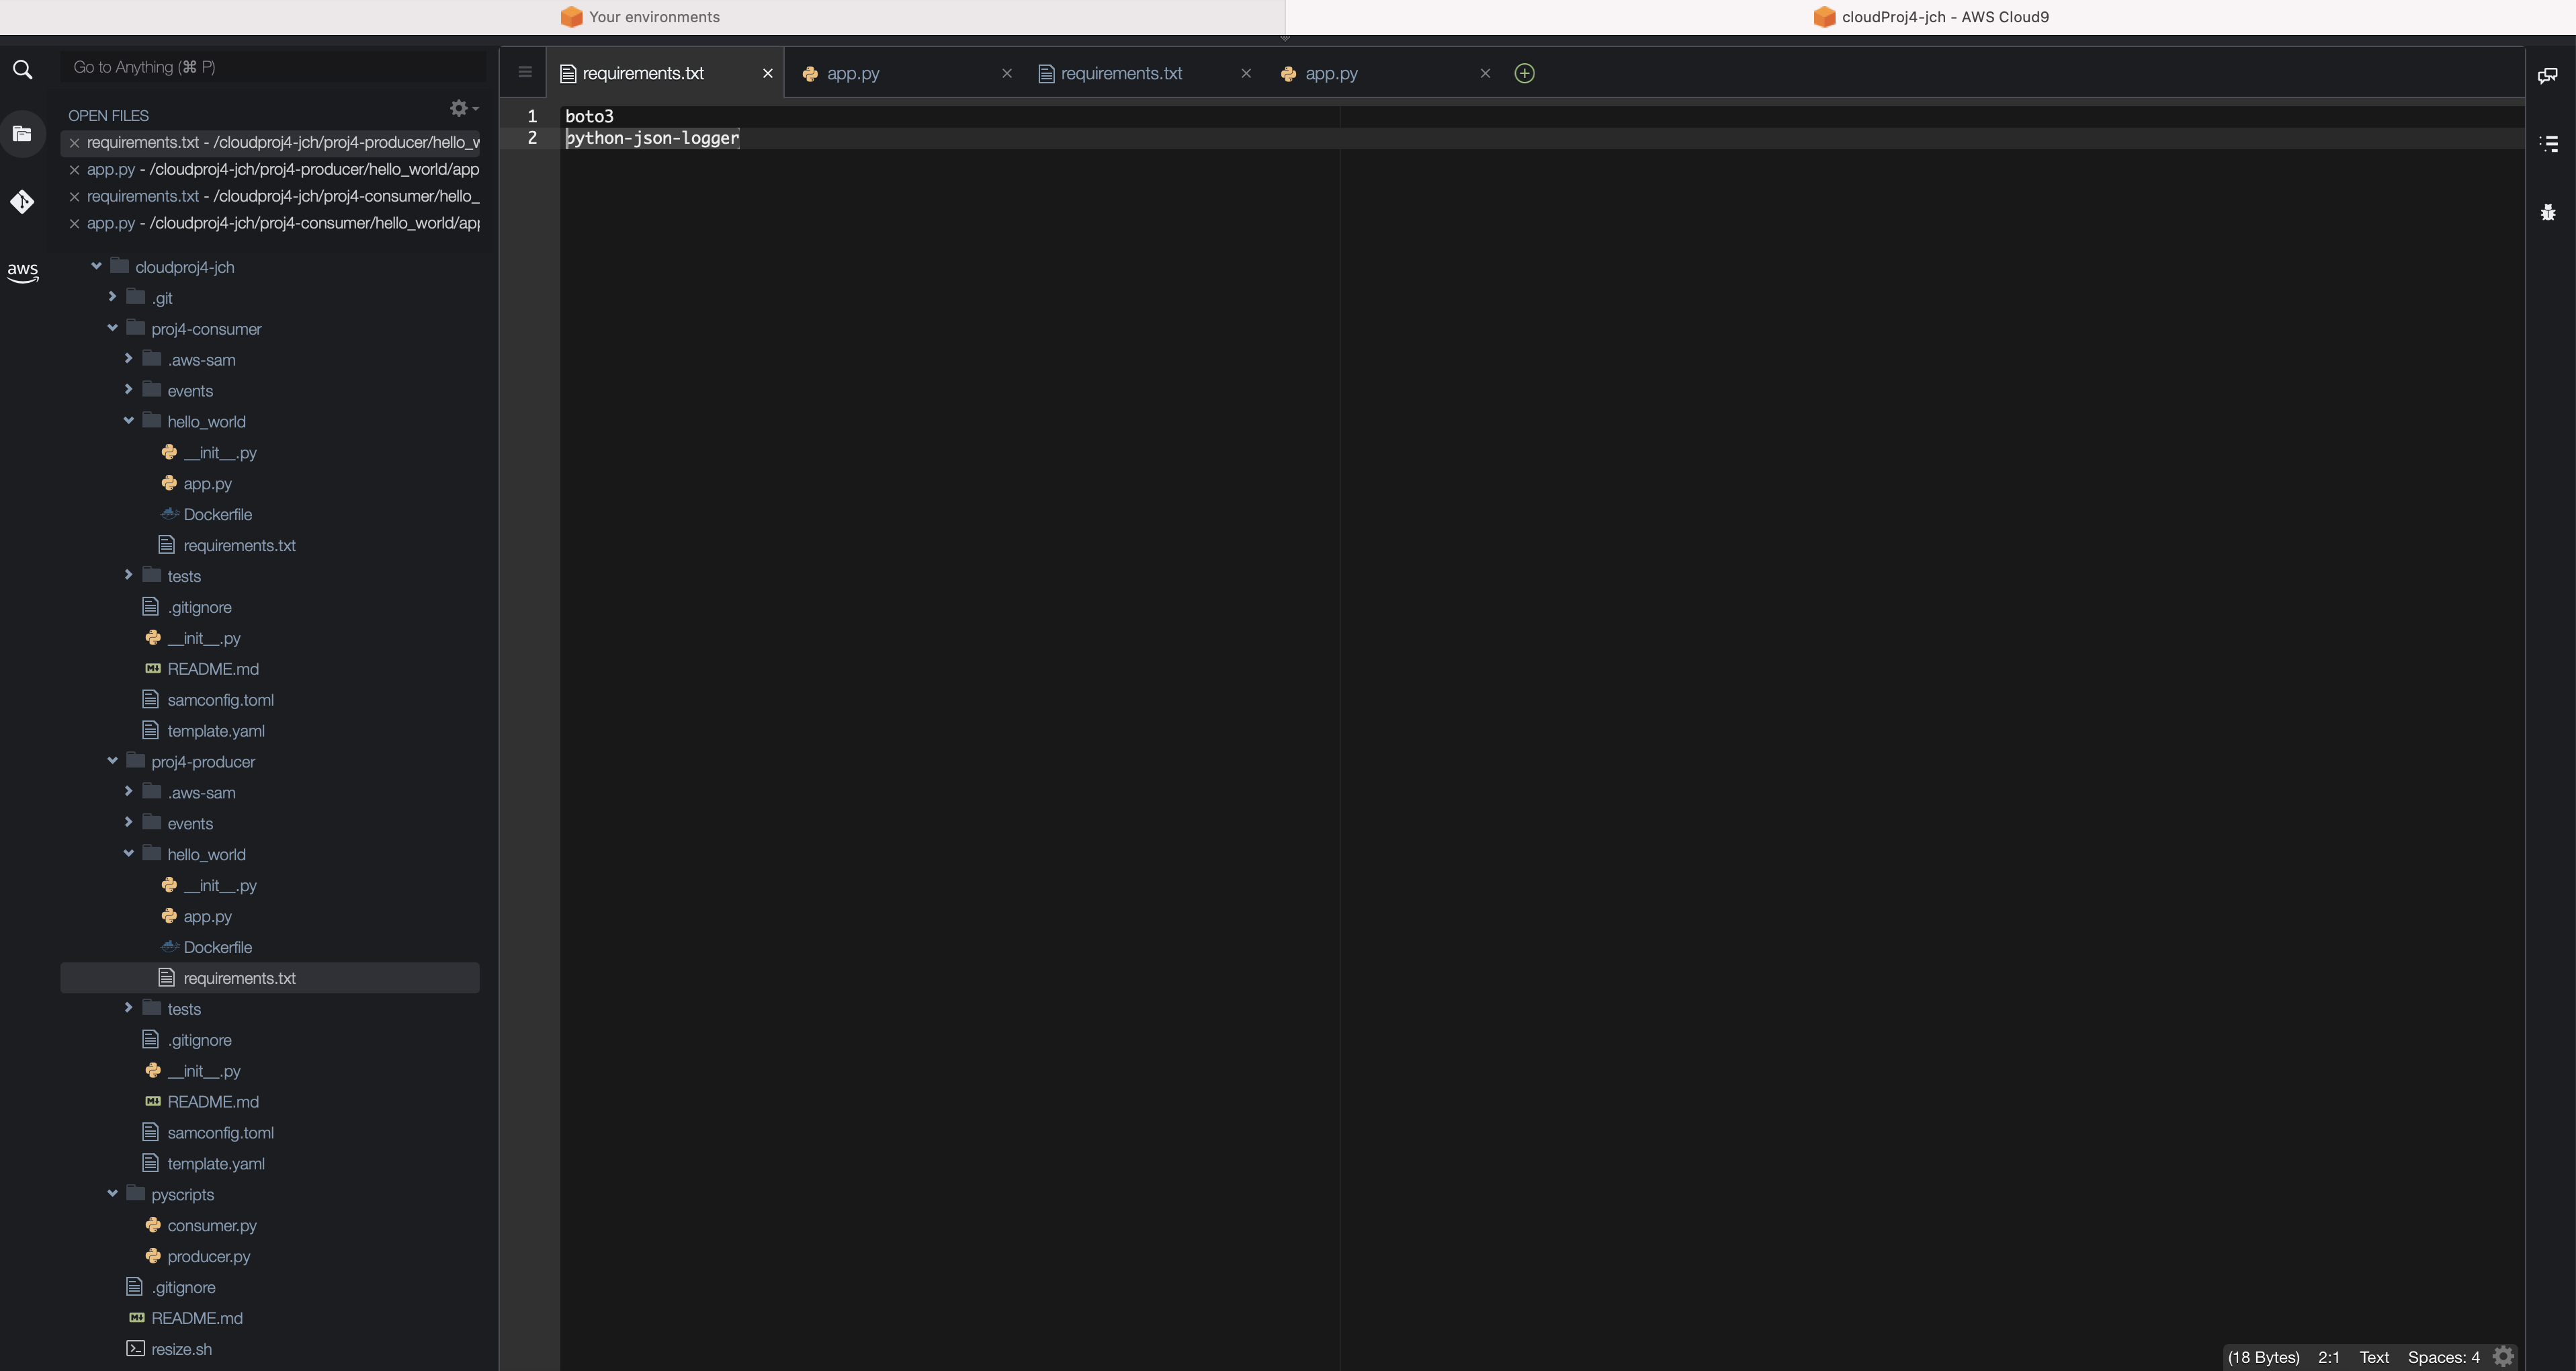 Your environments
cloudProj4-jch - AWS Cloud9
Go to Anything (⌘ P)
requirements.txt
app.py
requirements.txt
app.py
OPEN FILES
requirements.txt - /cloudproj4-jch/proj4-producer/hello_w
app.py - /cloudproj4-jch/proj4-producer/hello_world/app
requirements.txt - /cloudproj4-jch/proj4-consumer/hello_
app.py - /cloudproj4-jch/proj4-consumer/hello_world/app
1 boto3
2 python-json-logger
aws
cloudproj4-jch
.git
proj4-consumer
.aws-sam
events
hello_world
__init__.py
app.py
Dockerfile
requirements.txt
tests
.gitignore
__init__.py
README.md
samconfig.toml
template.yaml
proj4-producer
.aws-sam
events
hello_world
__init__.py
app.py
Dockerfile
requirements.txt
tests
.gitignore
__init__.py
README.md
samconfig.toml
template.yaml
pyscripts
consumer.py
producer.py
.gitignore
README.md
resize.sh
(18 Bytes) 2:1 Text Spaces: 4